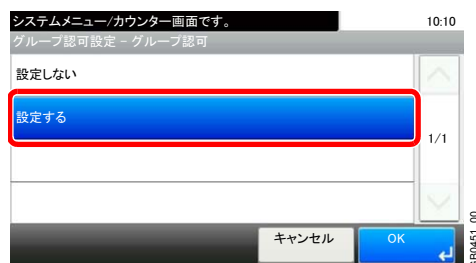 システムメニュー/カウンター画面です。
10:10
グループ認可設定 - グループ認可
設定しない
設定する
1/1
キャンセル
OK